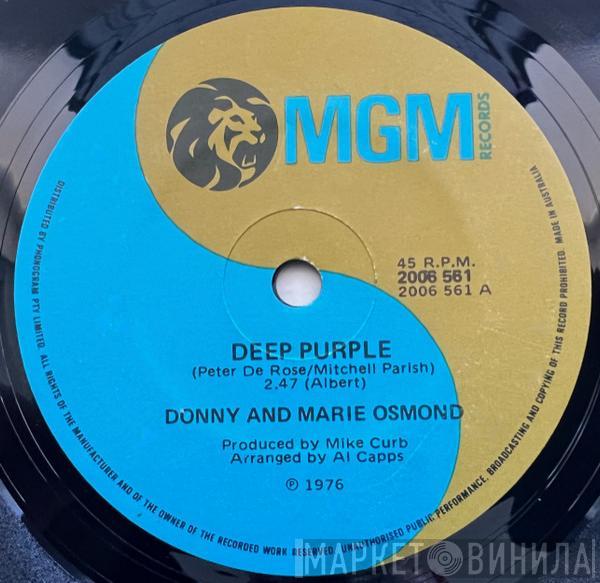 MGM
RECORDS
45 R.P.M.
2006 561
2006 561 A
DEEP PURPLE
(Peter De Rose/Mitchell Parish)
2.47 (Albert)
DONNY AND MARIE OSMOND
Produced by Mike Curb
Arranged by Al Capps
℗ 1976
DISTRIBUTED BY PHONOGRAM PTY LIMITED. ALL RIGHTS OF THE MANUFACTURER AND OF THE OWNER OF THE RECORDED WORK RESERVED. UNAUTHORISED PUBLIC PERFORMANCE, BROADCASTING AND COPYING OF THIS RECORD PROHIBITED. MADE IN AUSTRALIA
МАРКЕТ ВИНИЛА